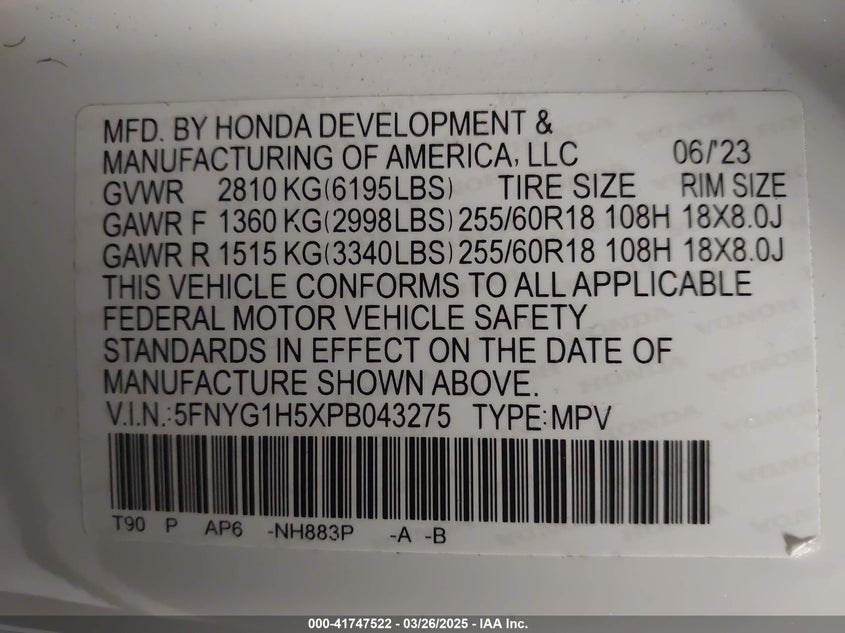 MFD. BY HONDA DEVELOPMENT &
MANUFACTURING OF AMERICA, LLC 06/'23
GVWR 2810 KG(6195LBS) TIRE SIZE RIM SIZE
GAWR F 1360 KG(2998LBS) 255/60R18 108H 18X8.0J
GAWR R 1515 KG(3340LBS) 255/60R18 108H 18X8.0J
THIS VEHICLE CONFORMS TO ALL APPLICABLE
FEDERAL MOTOR VEHICLE SAFETY
STANDARDS IN EFFECT ON THE DATE OF
MANUFACTURE SHOWN ABOVE.
V.I.N.:5FNYG1H5XPB043275 TYPE:MPV
T90 P AP6 -NH883P -A -B
000-41747522 - 03/26/2025 - IAA Inc.